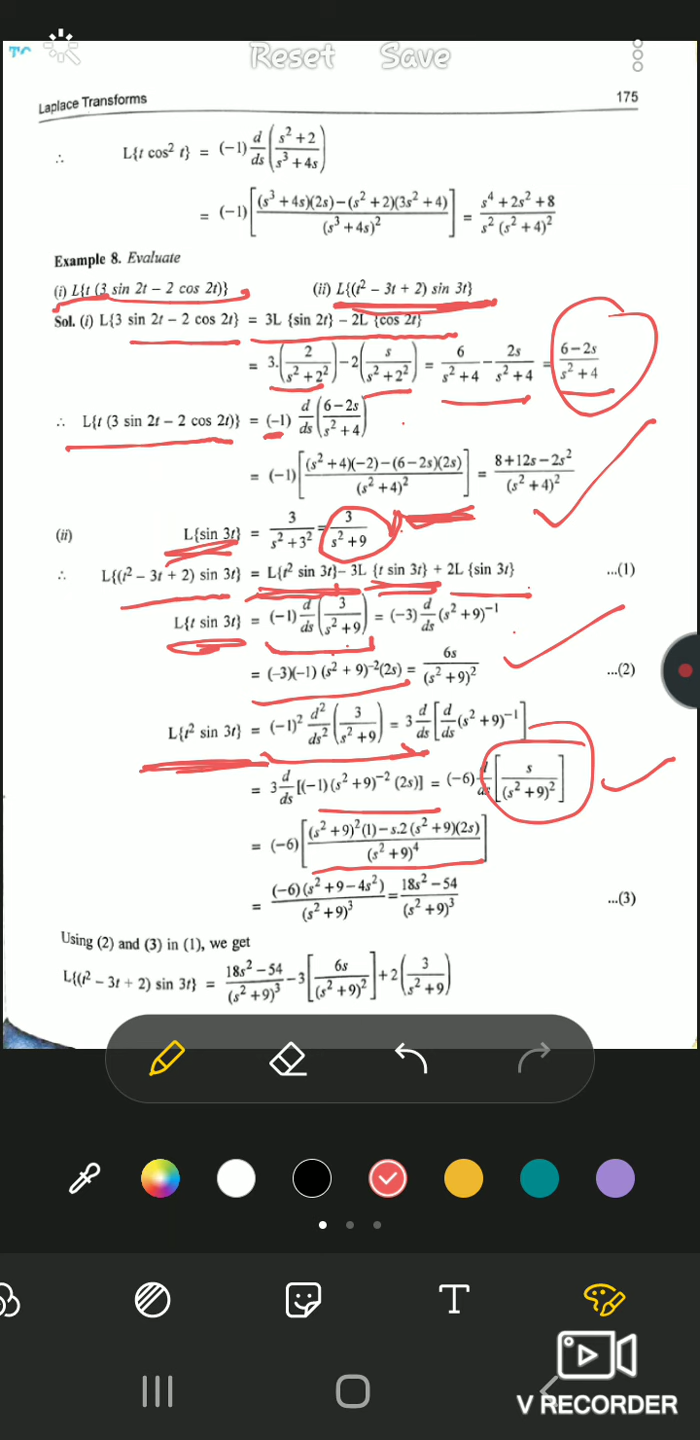 Reset Save
Laplace Transforms 175
∴ L{t cos² t} = (−1) d/ds ((s² + 2)/(s³ + 4s))
= (−1) [((s³ + 4s)(2s) − (s² + 2)(3s² + 4))/(s³ + 4s)²] = (s⁴ + 2s² + 8)/(s² (s² + 4)²)
Example 8. Evaluate
(i) L{t (3 sin 2t − 2 cos 2t)} (ii) L{(t² − 3t + 2) sin 3t}
Sol. (i) L{3 sin 2t − 2 cos 2t} = 3L {sin 2t} − 2L {cos 2t}
= 3.(2/(s² + 2²)) − 2(s/(s² + 2²)) = 6/(s² + 4) − 2s/(s² + 4) = (6 − 2s)/(s² + 4)
∴ L{t (3 sin 2t − 2 cos 2t)} = (−1) d/ds ((6 − 2s)/(s² + 4))
= (−1) [((s² + 4)(−2) − (6 − 2s)(2s))/(s² + 4)²] = (8 + 12s − 2s²)/(s² + 4)²
(ii) L{sin 3t} = 3/(s² + 3²) = 3/(s² + 9)
∴ L{(t² − 3t + 2) sin 3t} = L{t² sin 3t} − 3L {t sin 3t} + 2L {sin 3t} ...(1)
L{t sin 3t} = (−1) d/ds (3/(s² + 9)) = (−3) d/ds (s² + 9)⁻¹
= (−3)(−1) (s² + 9)⁻²(2s) = 6s/(s² + 9)² ...(2)
L{t² sin 3t} = (−1)² d²/ds² (3/(s² + 9)) = 3 d/ds [d/ds (s² + 9)⁻¹]
= 3 d/ds [(−1) (s² + 9)⁻² (2s)] = (−6) d/ds [s/(s² + 9)²]
= (−6) [((s² + 9)² (1) − s.2 (s² + 9)(2s))/(s² + 9)⁴]
= (−6) (s² + 9 − 4s²)/(s² + 9)³ = (18s² − 54)/(s² + 9)³ ...(3)
Using (2) and (3) in (1), we get
L{(t² − 3t + 2) sin 3t} = (18s² − 54)/(s² + 9)³ − 3 [6s/(s² + 9)²] + 2 (3/(s² + 9))
T
V RECORDER